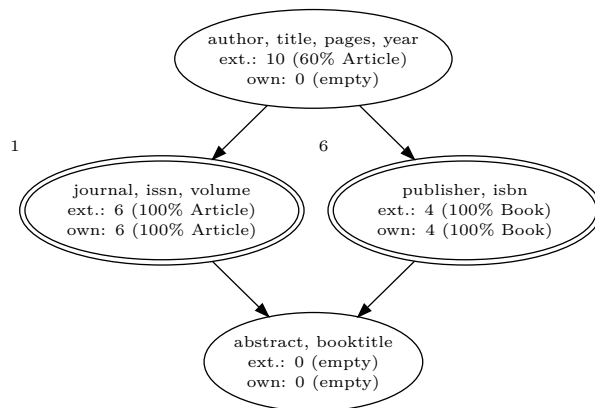 author, title, pages, year
ext.: 10 (60% Article)
own: 0 (empty)
1
journal, issn, volume
ext.: 6 (100% Article)
own: 6 (100% Article)
6
publisher, isbn
ext.: 4 (100% Book)
own: 4 (100% Book)
abstract, booktitle
ext.: 0 (empty)
own: 0 (empty)